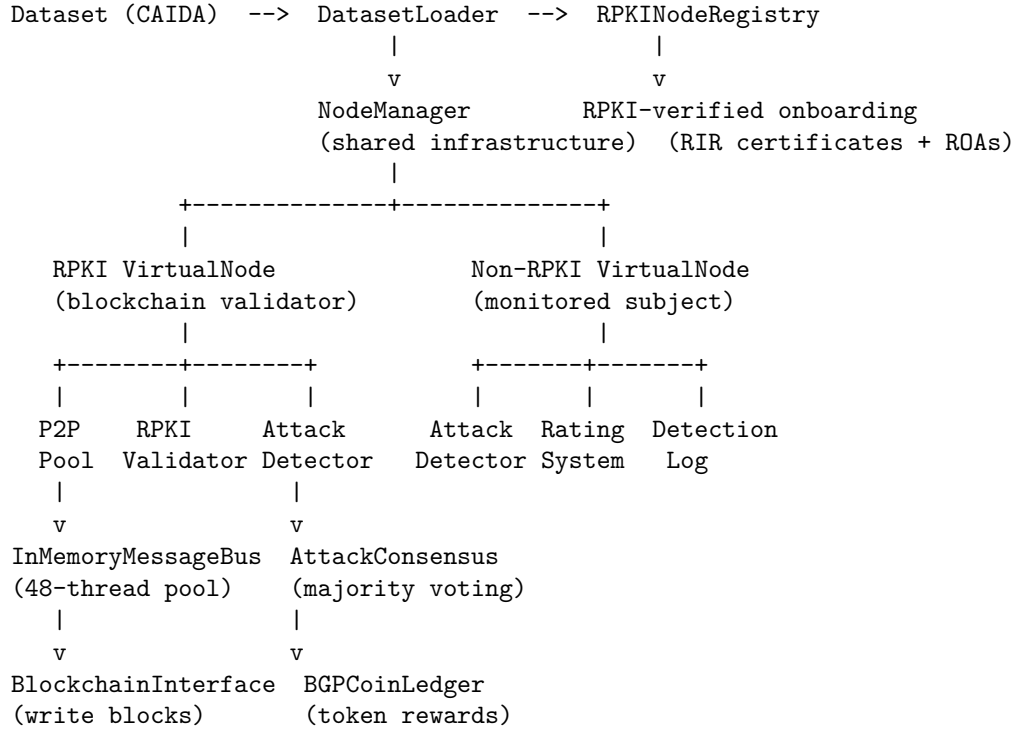 Dataset (CAIDA)  -->  DatasetLoader  -->  RPKINodeRegistry
                           |                    |
                           v                    v
                      NodeManager        RPKI-verified onboarding
                      (shared infrastructure)  (RIR certificates + ROAs)
                           |
            +--------------+--------------+
            |                             |
   RPKI VirtualNode              Non-RPKI VirtualNode
   (blockchain validator)        (monitored subject)
            |                             |
   +--------+--------+             +-------+-------+
   |        |        |           |       |       |
  P2P     RPKI     Attack      Attack  Rating  Detection
  Pool  Validator Detector   Detector System   Log
   |                |
   v                v
InMemoryMessageBus  AttackConsensus
(48-thread pool)    (majority voting)
   |                |
   v                v
BlockchainInterface  BGPCoinLedger
(write blocks)       (token rewards)